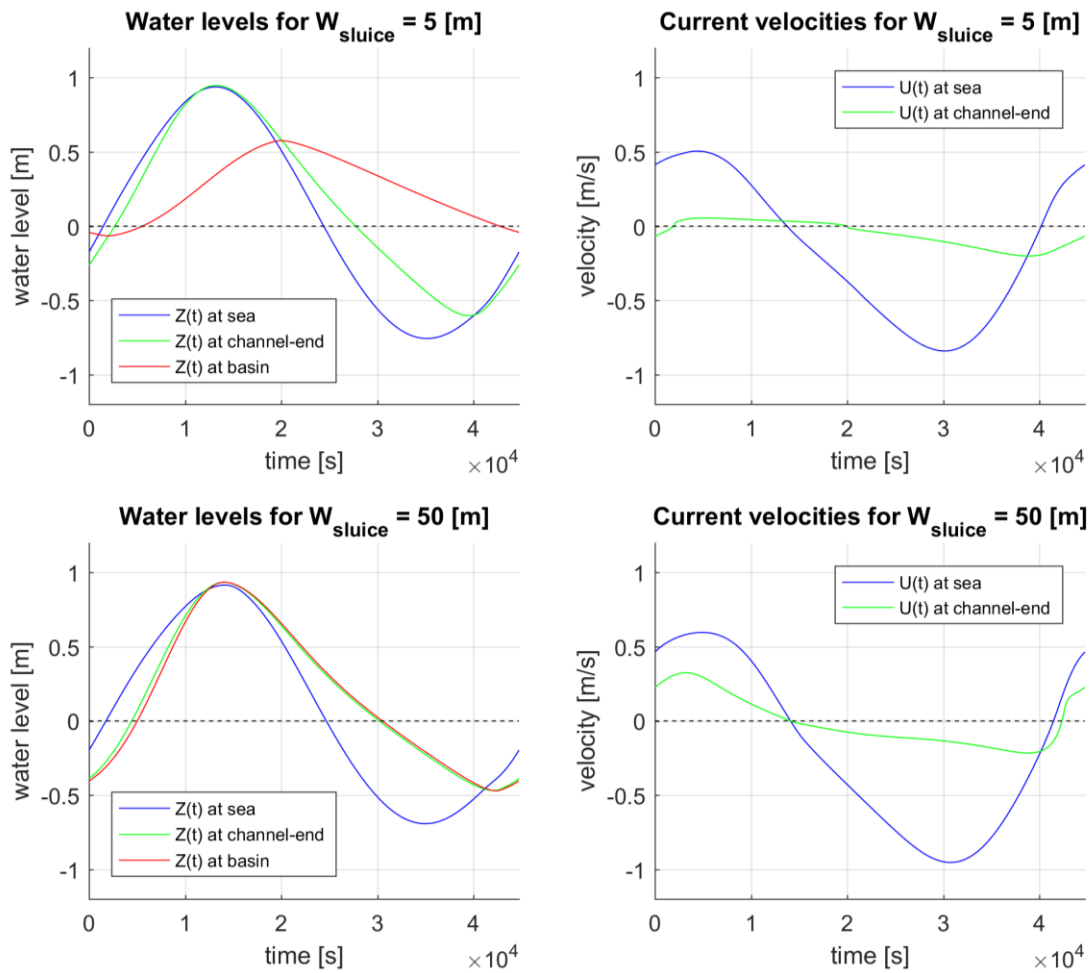 Water levels for W_sluice = 5 [m]
1
0.5
0
-0.5
-1
water level [m]
Z(t) at sea
Z(t) at channel-end
Z(t) at basin
0 1 2 3 4
time [s]
×10^4
Current velocities for W_sluice = 5 [m]
1
0.5
0
-0.5
-1
velocity [m/s]
U(t) at sea
U(t) at channel-end
0 1 2 3 4
time [s]
×10^4
Water levels for W_sluice = 50 [m]
1
0.5
0
-0.5
-1
water level [m]
Z(t) at sea
Z(t) at channel-end
Z(t) at basin
0 1 2 3 4
time [s]
×10^4
Current velocities for W_sluice = 50 [m]
1
0.5
0
-0.5
-1
velocity [m/s]
U(t) at sea
U(t) at channel-end
0 1 2 3 4
time [s]
×10^4